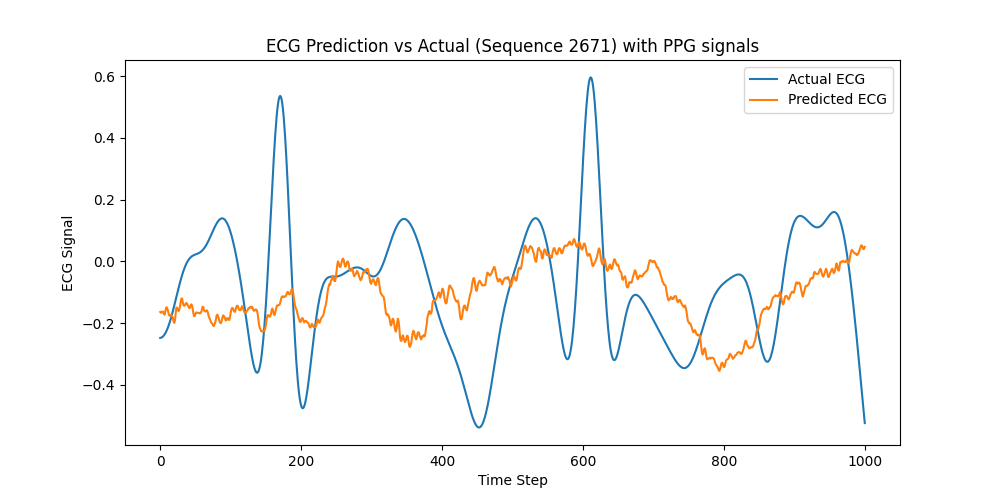 ECG Prediction vs Actual (Sequence 2671) with PPG signals
Actual ECG
Predicted ECG
ECG Signal
0.6
0.4
0.2
0.0
−0.2
−0.4
0 200 400 600 800 1000
Time Step